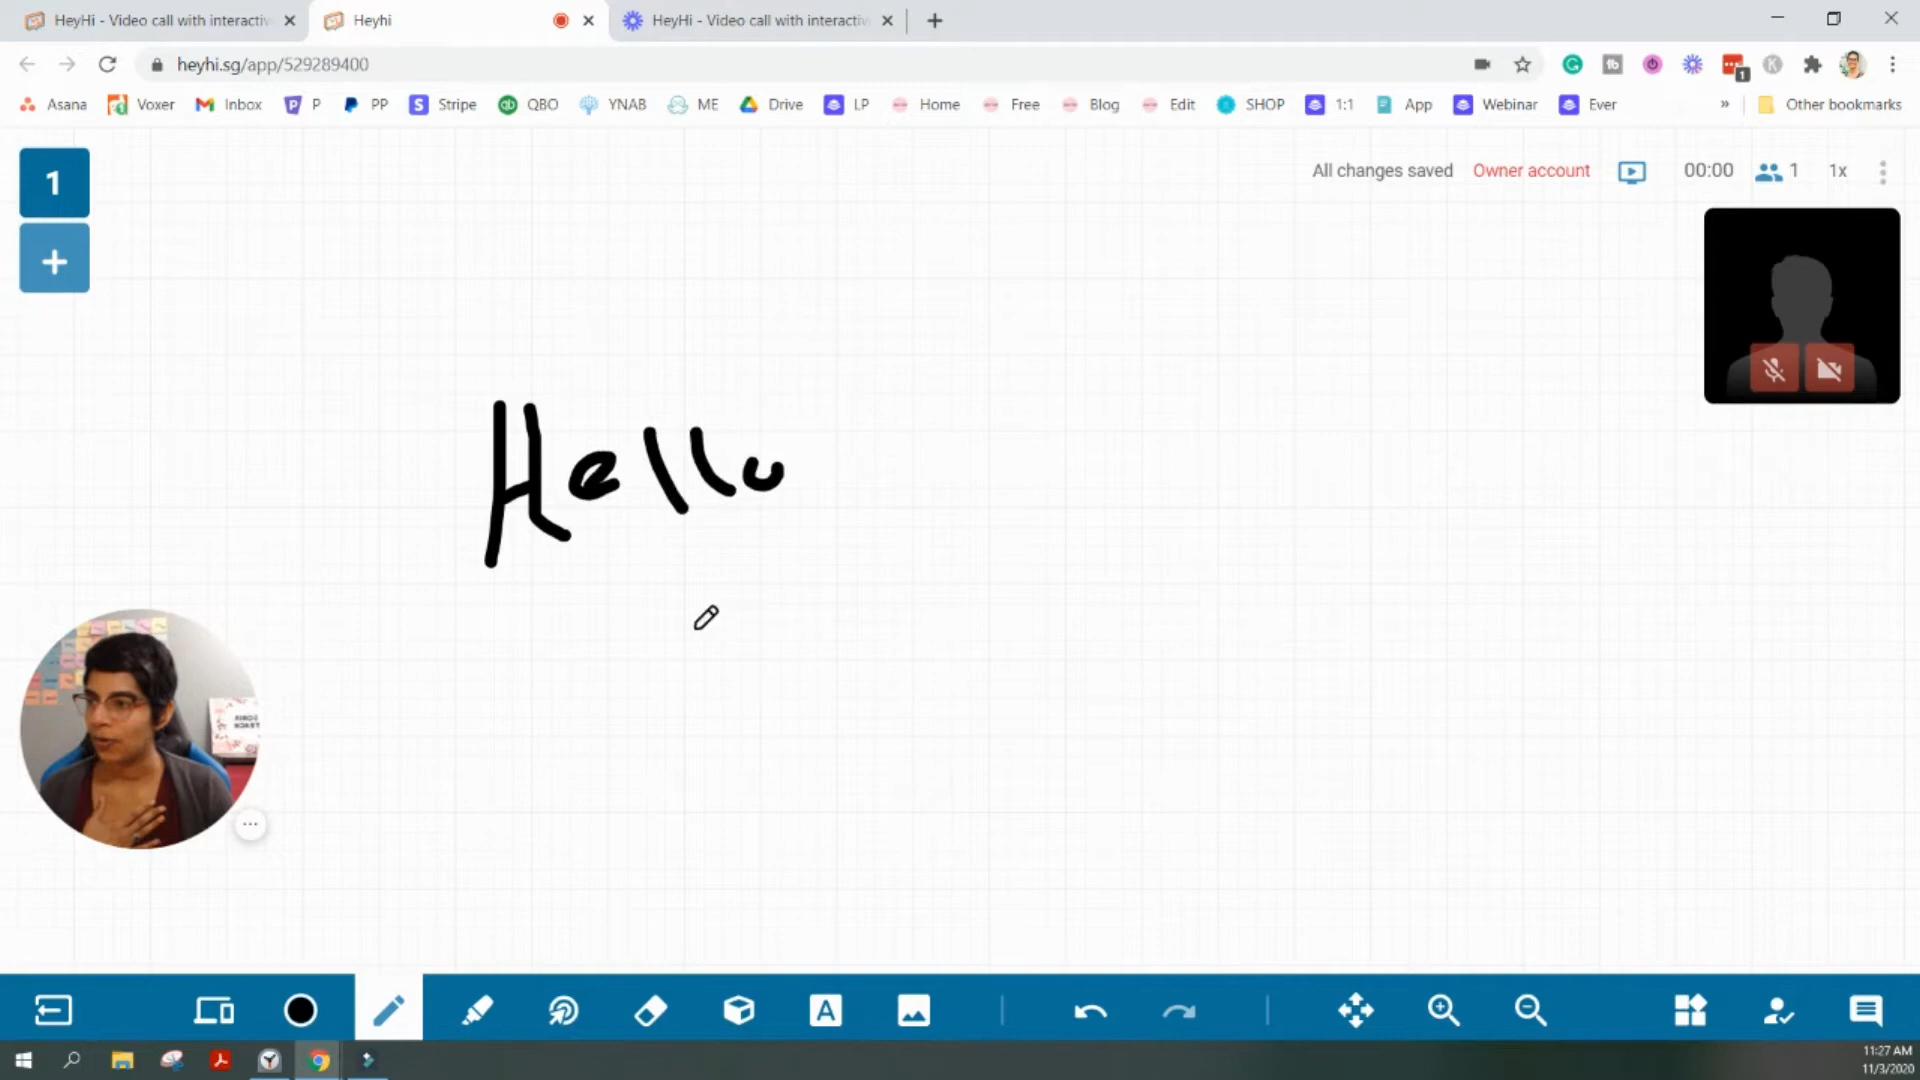 HeyHi - Video call with interactiv
Heyhi
HeyHi - Video call with interactiv
heyhi.sg/app/529289400
1
Asana
Voxer
Inbox
P
PP
Stripe
QBO
YNAB
ME
Drive
LP
Home
Free
Blog
Edit
SHOP
1:1
App
Webinar
Ever
»
Other bookmarks
1
+
All changes saved
Owner account
00:00
1
1x
Hello
A
11:27 AM
11/3/2020